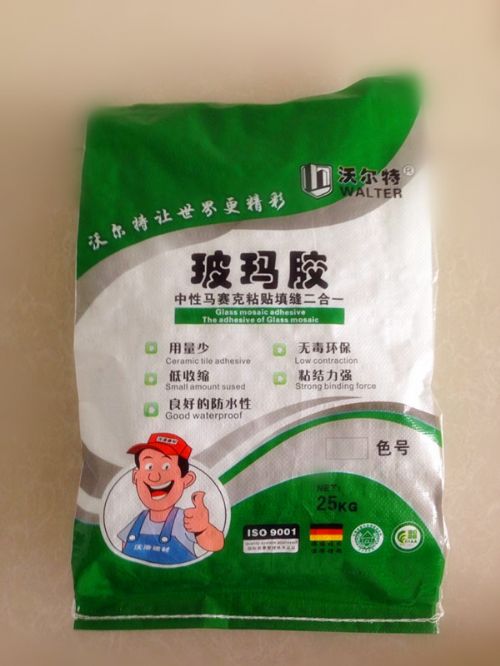 沃尔特®
WALTER
沃尔特让世界更精彩
玻玛胶
中性马赛克粘贴填缝二合一
Glass mosaic adhesive
The adhesive of Glass mosaic
用量少
Ceramic tile adhesive
无毒环保
Low contraction
低收缩
Small amount sused
粘结力强
Strong binding force
良好的防水性
Good waterproof
色号
NET:
25KG
ISO 9001